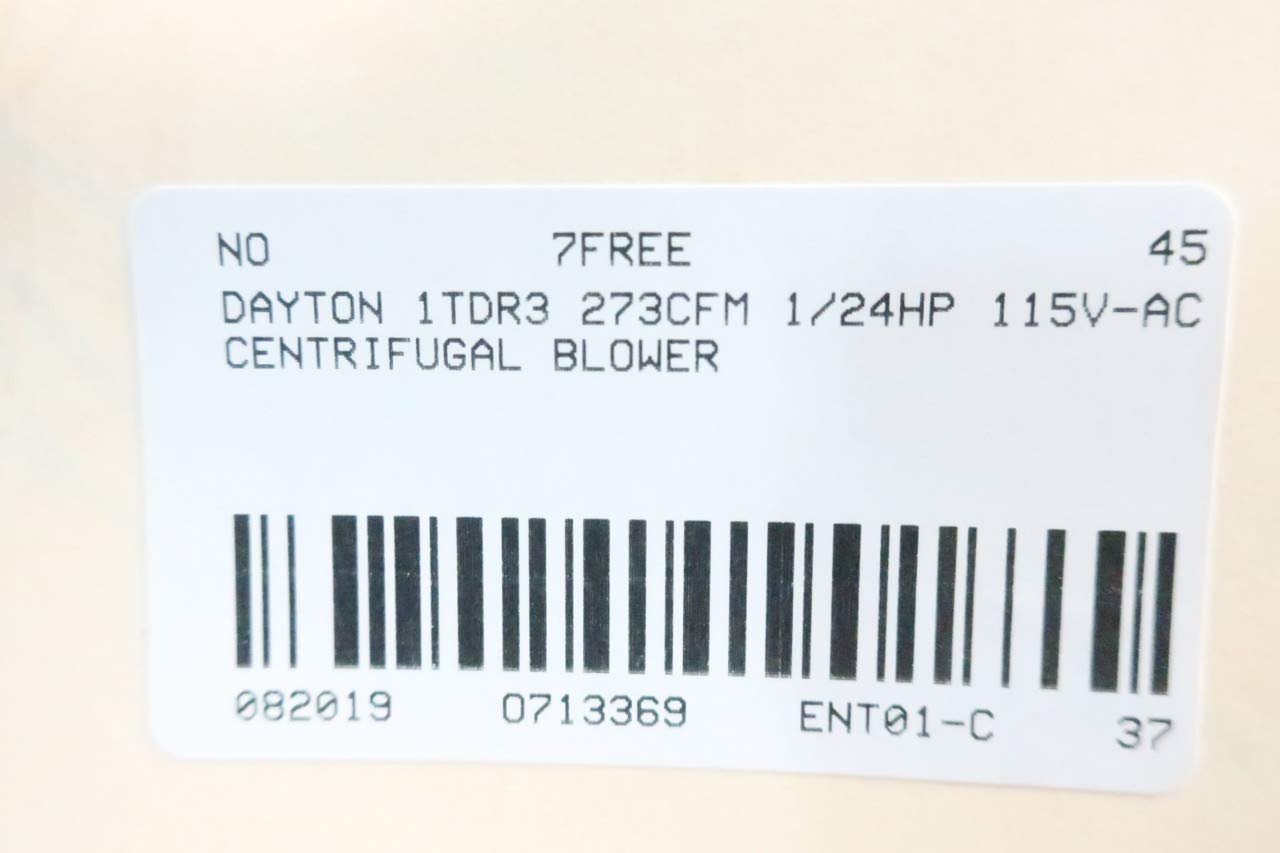 NO 7FREE 45
DAYTON 1TDR3 273CFM 1/24HP 115V-AC
CENTRIFUGAL BLOWER
082019 0713369 ENT01-C 37